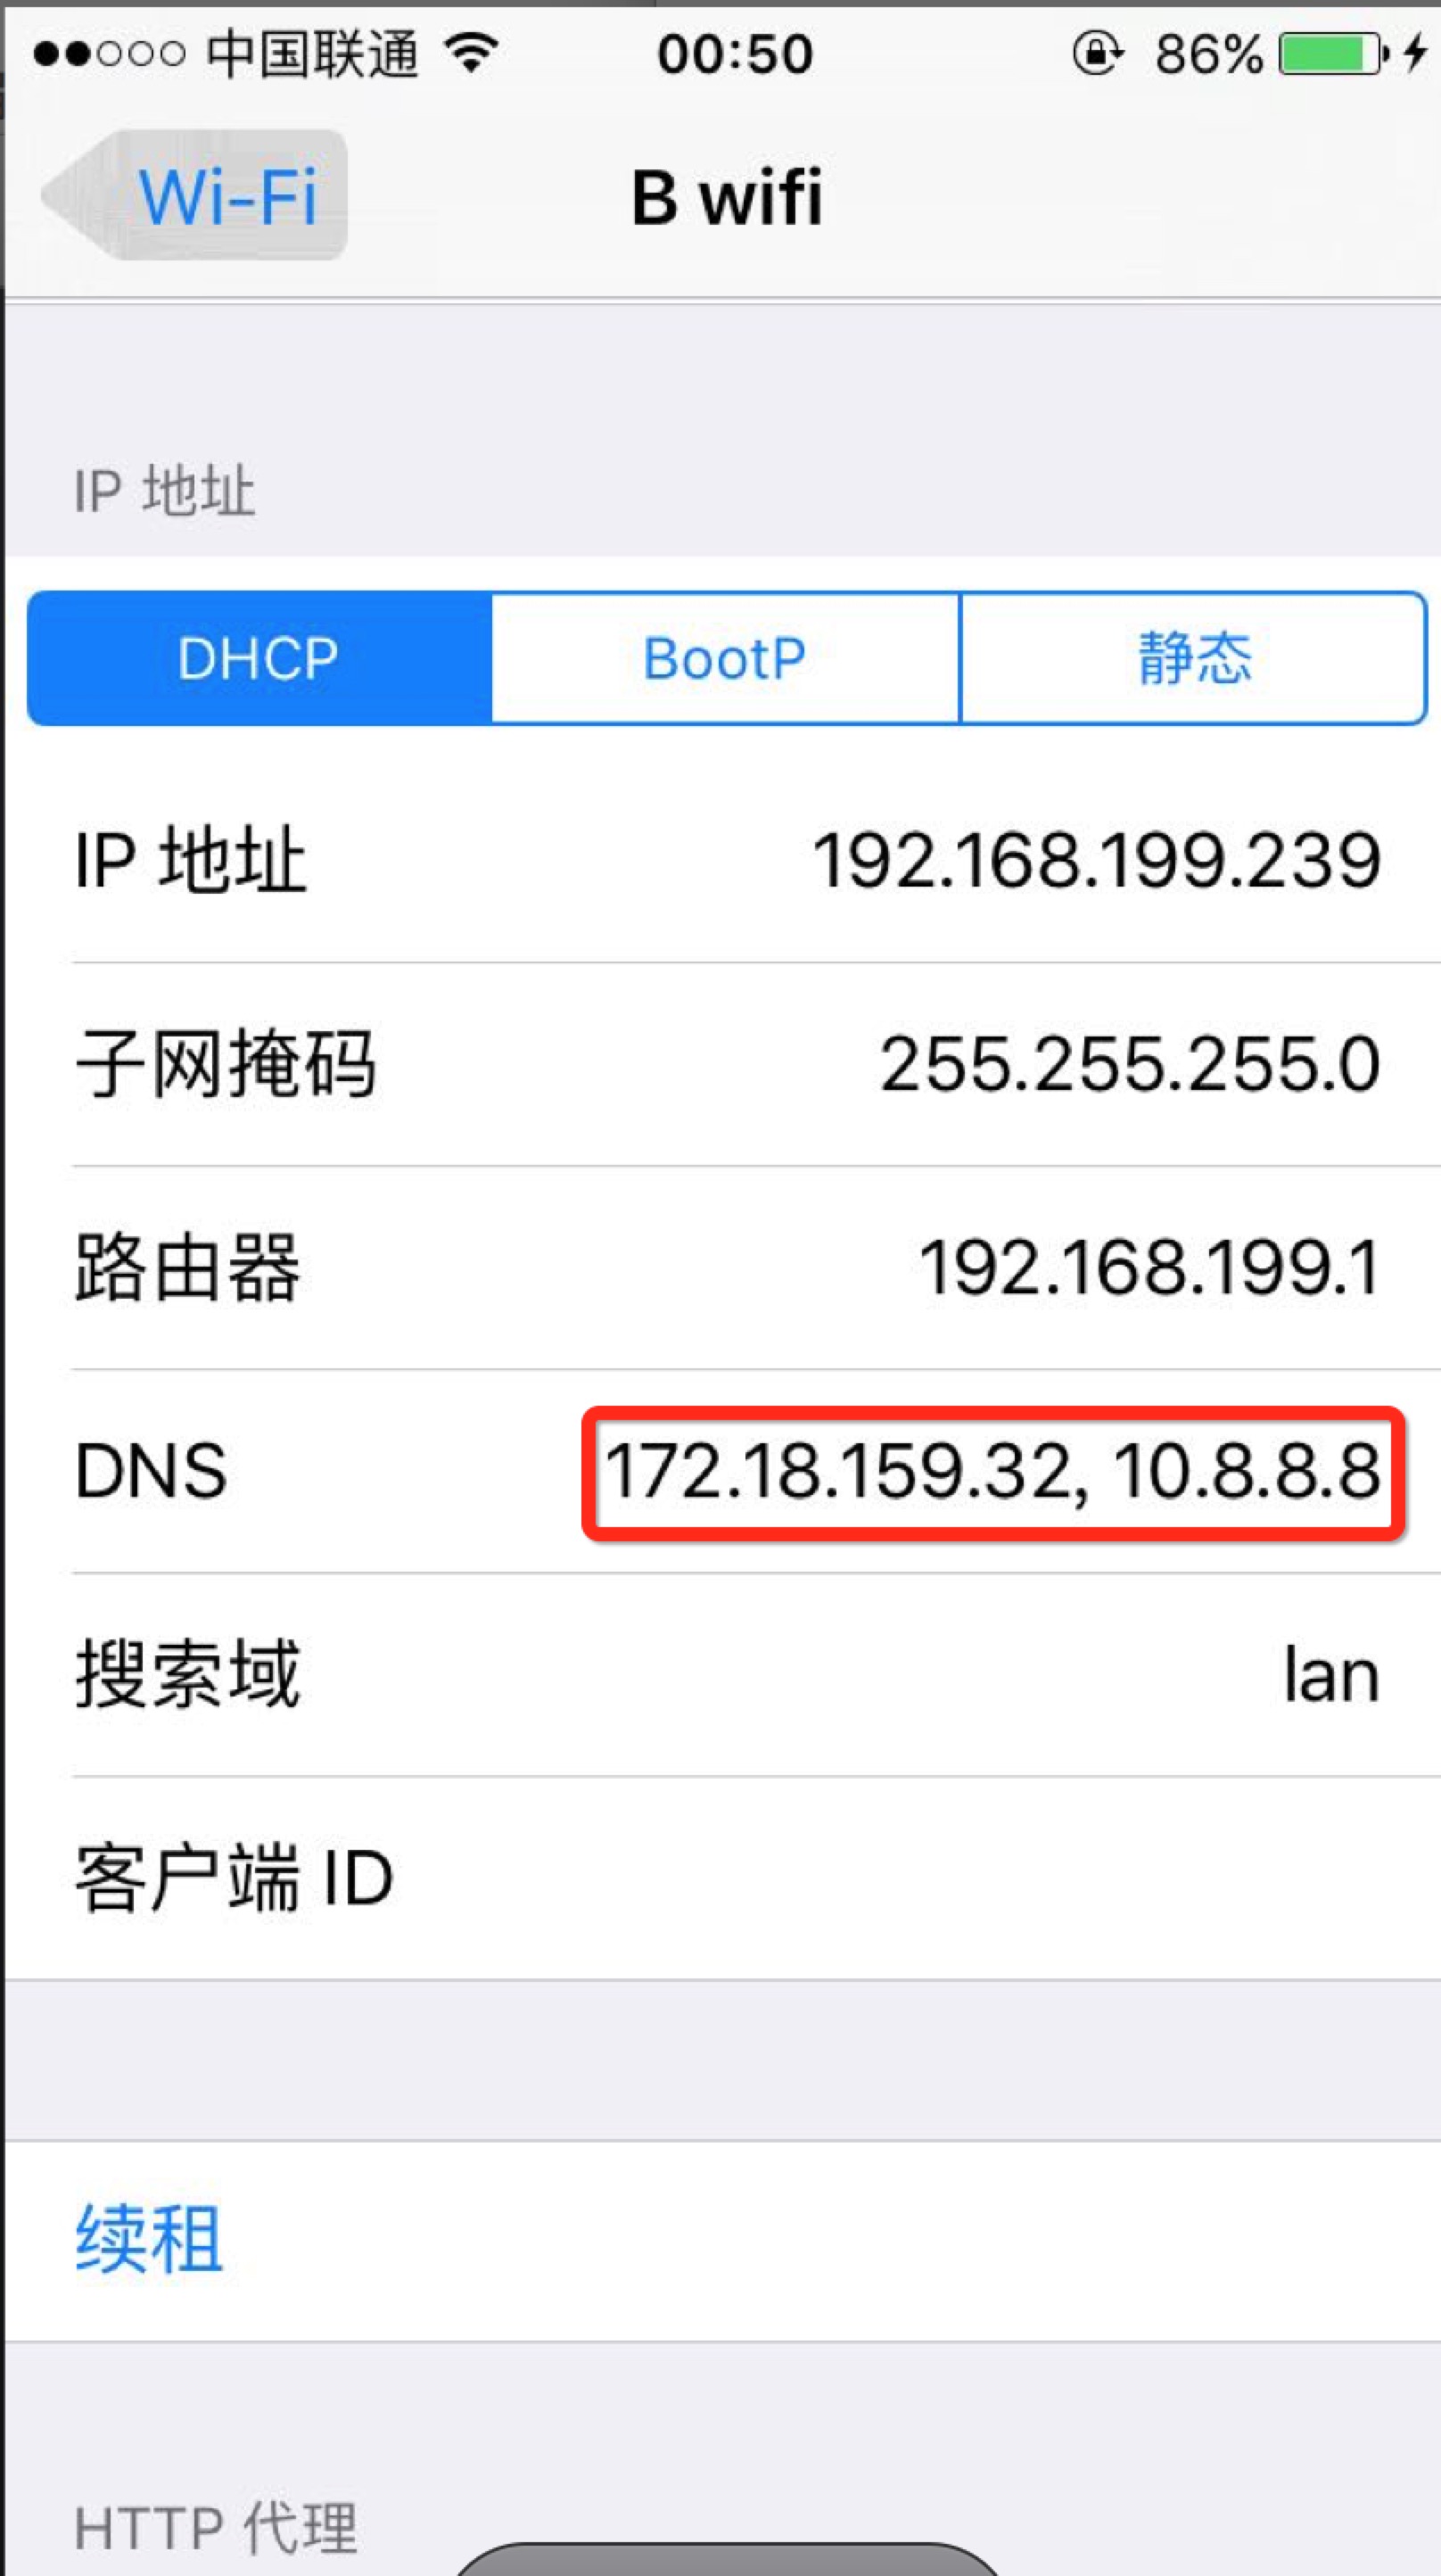 中国联通 00:50 86%
Wi-Fi B wifi
IP 地址
DHCP BootP 静态
IP 地址 192.168.199.239
子网掩码 255.255.255.0
路由器 192.168.199.1
DNS 172.18.159.32, 10.8.8.8
搜索域 lan
客户端 ID
续租
HTTP 代理